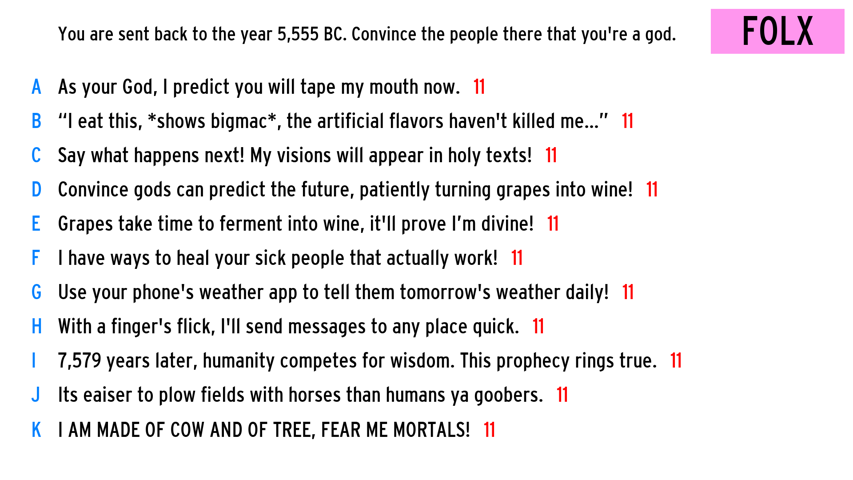 You are sent back to the year 5,555 BC. Convince the people there that you're a god.
FOLX
A As your God, I predict you will tape my mouth now. 11
B “I eat this, *shows bigmac*, the artificial flavors haven't killed me...” 11
C Say what happens next! My visions will appear in holy texts! 11
D Convince gods can predict the future, patiently turning grapes into wine! 11
E Grapes take time to ferment into wine, it'll prove I’m divine! 11
F I have ways to heal your sick people that actually work! 11
G Use your phone's weather app to tell them tomorrow's weather daily! 11
H With a finger's flick, I'll send messages to any place quick. 11
I 7,579 years later, humanity competes for wisdom. This prophecy rings true. 11
J Its eaiser to plow fields with horses than humans ya goobers. 11
K I AM MADE OF COW AND OF TREE, FEAR ME MORTALS! 11